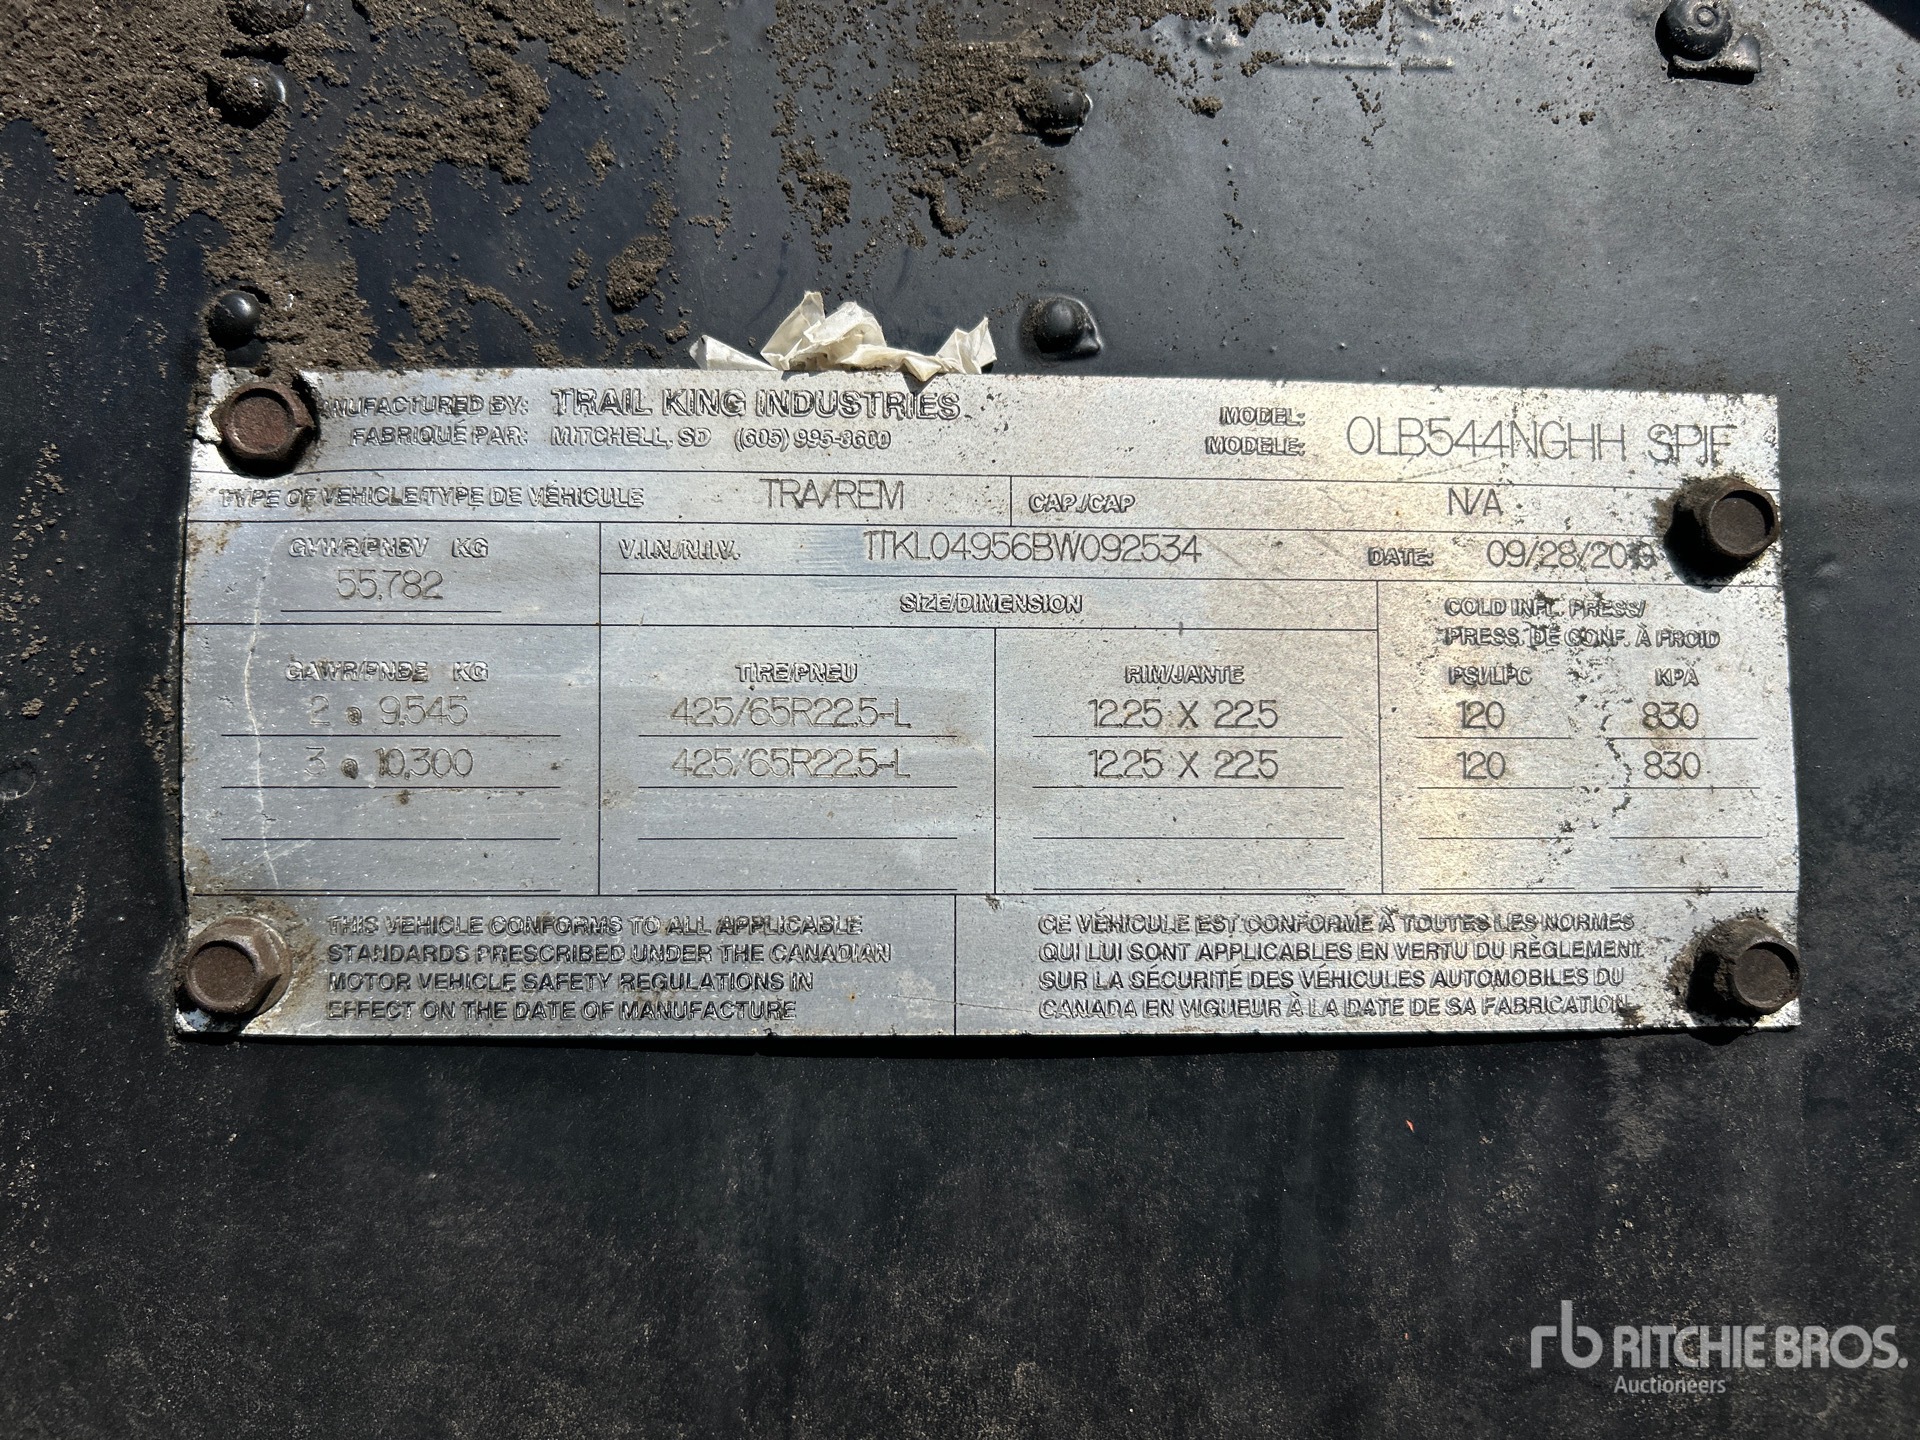 MANUFACTURED BY: TRAIL KING INDUSTRIES
FABRIQUE PAR: MITCHELL, SD (605) 995-3600
MODEL:
MODELE: 0LB544NGHH SPIF
TYPE OF VEHICLE/TYPE DE VÉHICULE TRA/REM CAP./CAP N/A
GVWR/PNBV KG
55,782
V.I.N./N.I.V. 1TKL04956BW092534 DATE: 09/28/2010
SIZE/DIMENSION
COLD INFL. PRESS/
PRESS. DE GONF. À FROID
GAWR/PNBE KG TIRE/PNEU RIM/JANTE PSI/LPC KPA
2 @ 9,545 425/65R22.5-L 12.25 X 22.5 120 830
3 @ 10,300 425/65R22.5-L 12.25 X 22.5 120 830
THIS VEHICLE CONFORMS TO ALL APPLICABLE
STANDARDS PRESCRIBED UNDER THE CANADIAN
MOTOR VEHICLE SAFETY REGULATIONS IN
EFFECT ON THE DATE OF MANUFACTURE
CE VÉHICULE EST CONFORME À TOUTES LES NORMES
QUI LUI SONT APPLICABLES EN VERTU DU RÈGLEMENT
SUR LA SÉCURITÉ DES VÉHICULES AUTOMOBILES DU
CANADA EN VIGUEUR À LA DATE DE SA FABRICATION
rb RITCHIE BROS.
Auctioneers